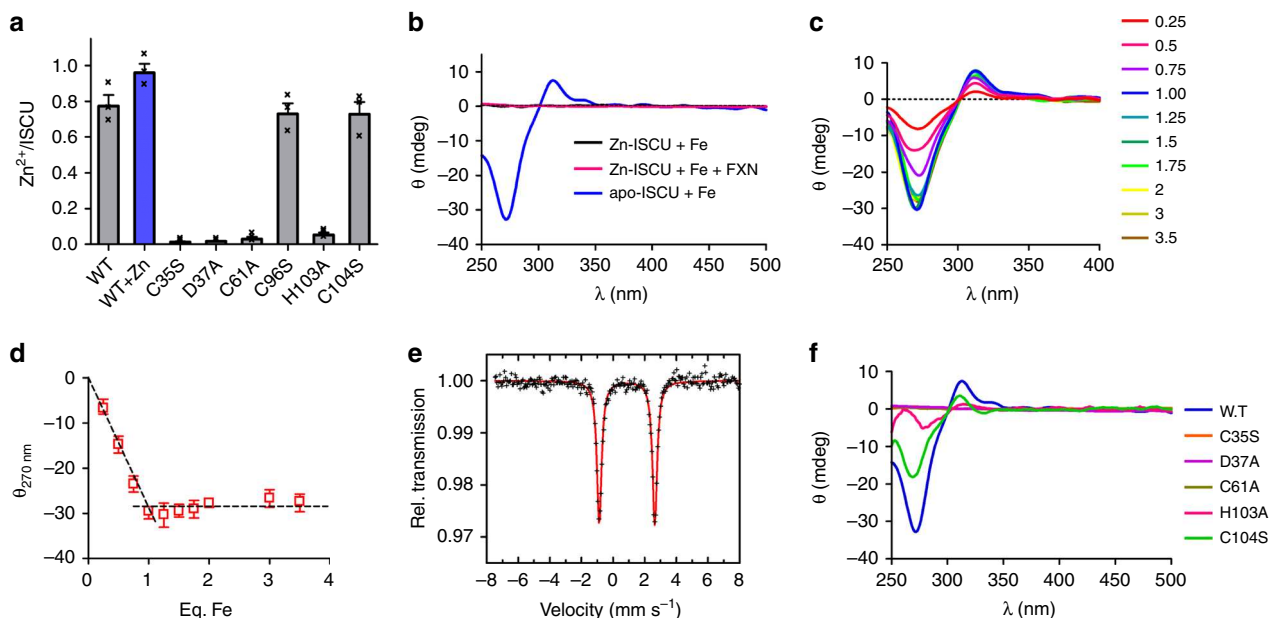 a
Zn²⁺/ISCU
1.0
0.8
0.6
0.4
0.2
0.0
WT
WT+Zn
C35S
D37A
C61A
C96S
H103A
C104S
b
θ (mdeg)
10
0
−10
−20
−30
−40
Zn-ISCU + Fe
Zn-ISCU + Fe + FXN
apo-ISCU + Fe
250 300 350 400 450 500
λ (nm)
c
θ (mdeg)
20
10
0
−10
−20
−30
−40
250 300 350 400
λ (nm)
0.25
0.5
0.75
1.00
1.25
1.5
1.75
2
3
3.5
d
θ270 nm
0
−10
−20
−30
−40
0 1 2 3 4
Eq. Fe
e
Rel. transmission
1.00
0.99
0.98
0.97
−8 −6 −4 −2 0 2 4 6 8
Velocity (mm s⁻¹)
f
θ (mdeg)
10
0
−10
−20
−30
−40
250 300 350 400 450 500
λ (nm)
W.T
C35S
D37A
C61A
H103A
C104S